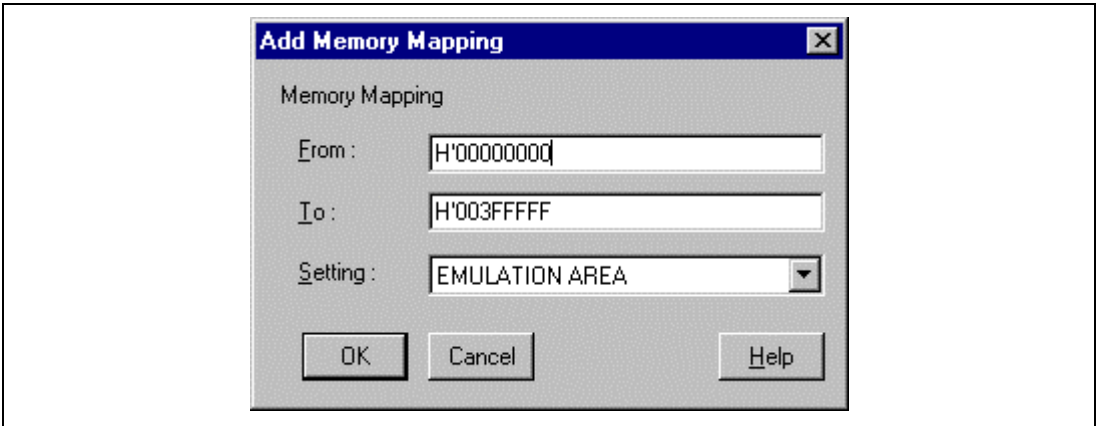 Add Memory Mapping
Memory Mapping
From : H'00000000
To : H'003FFFFF
Setting : EMULATION AREA
OK Cancel Help